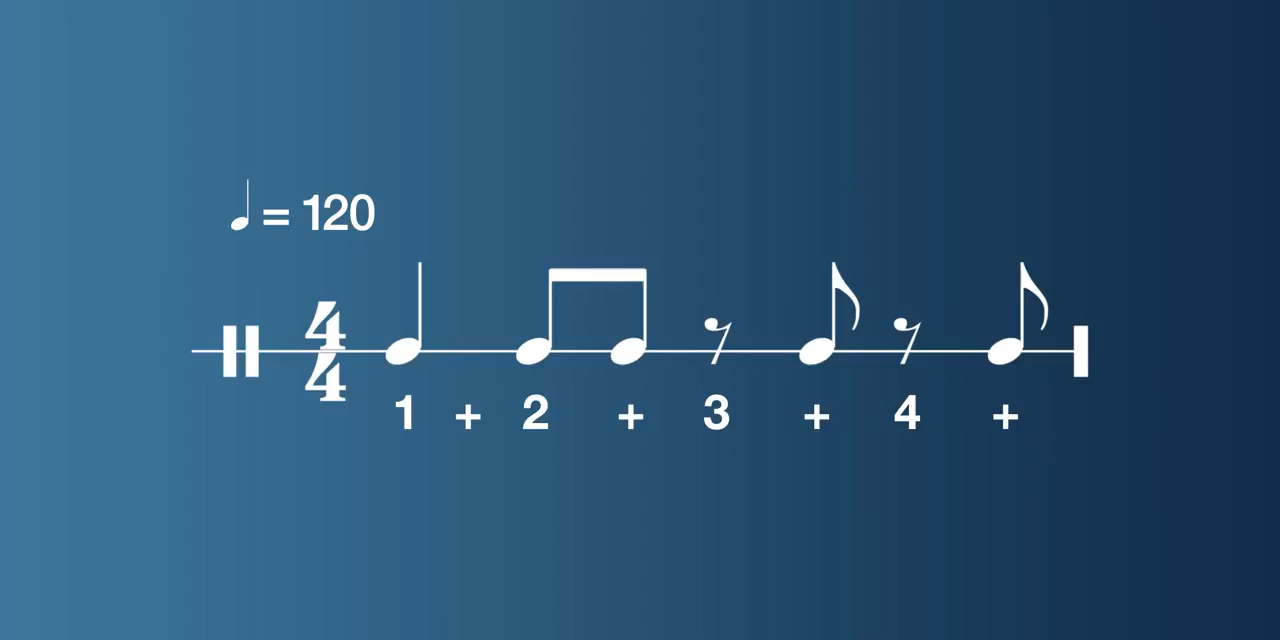 ♩ = 120
4
4
1 + 2 + 3 + 4 +